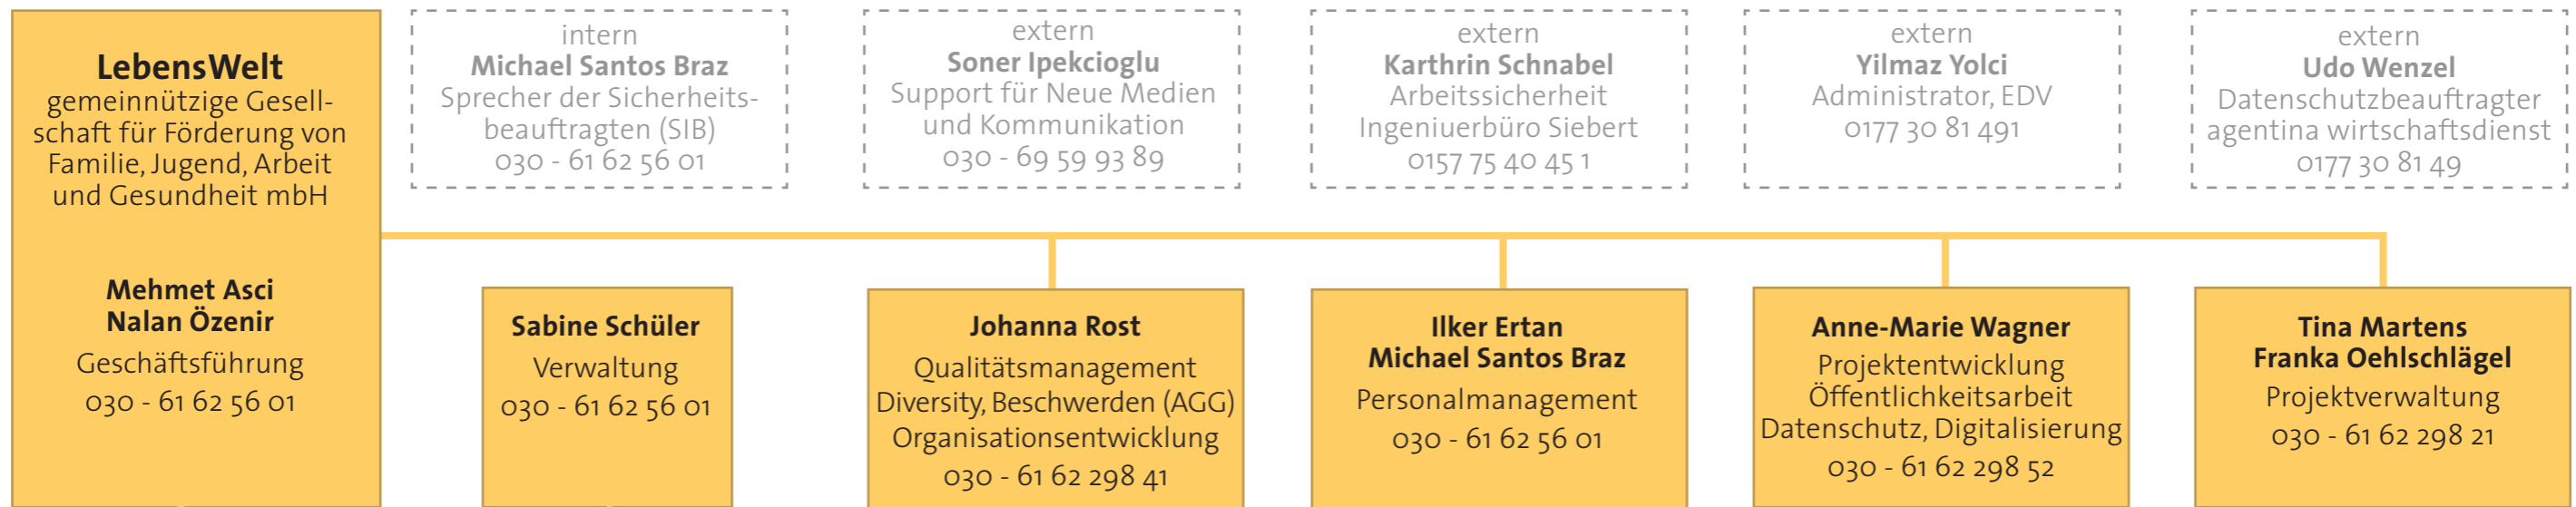 LebensWelt
gemeinnützige Gesell-
schaft für Förderung von
Familie, Jugend, Arbeit
und Gesundheit mbH
Mehmet Asci
Nalan Özenir
Geschäftsführung
030 - 61 62 56 01
intern
Michael Santos Braz
Sprecher der Sicherheits-
beauftragten (SIB)
030 - 61 62 56 01
extern
Soner Ipekcioglu
Support für Neue Medien
und Kommunikation
030 - 69 59 93 89
extern
Karthrin Schnabel
Arbeitssicherheit
Ingeniuerbüro Siebert
0157 75 40 45 1
extern
Yilmaz Yolci
Administrator, EDV
0177 30 81 491
extern
Udo Wenzel
Datenschutzbeauftragter
agentina wirtschaftsdienst
0177 30 81 49
Sabine Schüler
Verwaltung
030 - 61 62 56 01
Johanna Rost
Qualitätsmanagement
Diversity, Beschwerden (AGG)
Organisationsentwicklung
030 - 61 62 298 41
Ilker Ertan
Michael Santos Braz
Personalmanagement
030 - 61 62 56 01
Anne-Marie Wagner
Projektentwicklung
Öffentlichkeitsarbeit
Datenschutz, Digitalisierung
030 - 61 62 298 52
Tina Martens
Franka Oehlschlägel
Projektverwaltung
030 - 61 62 298 21